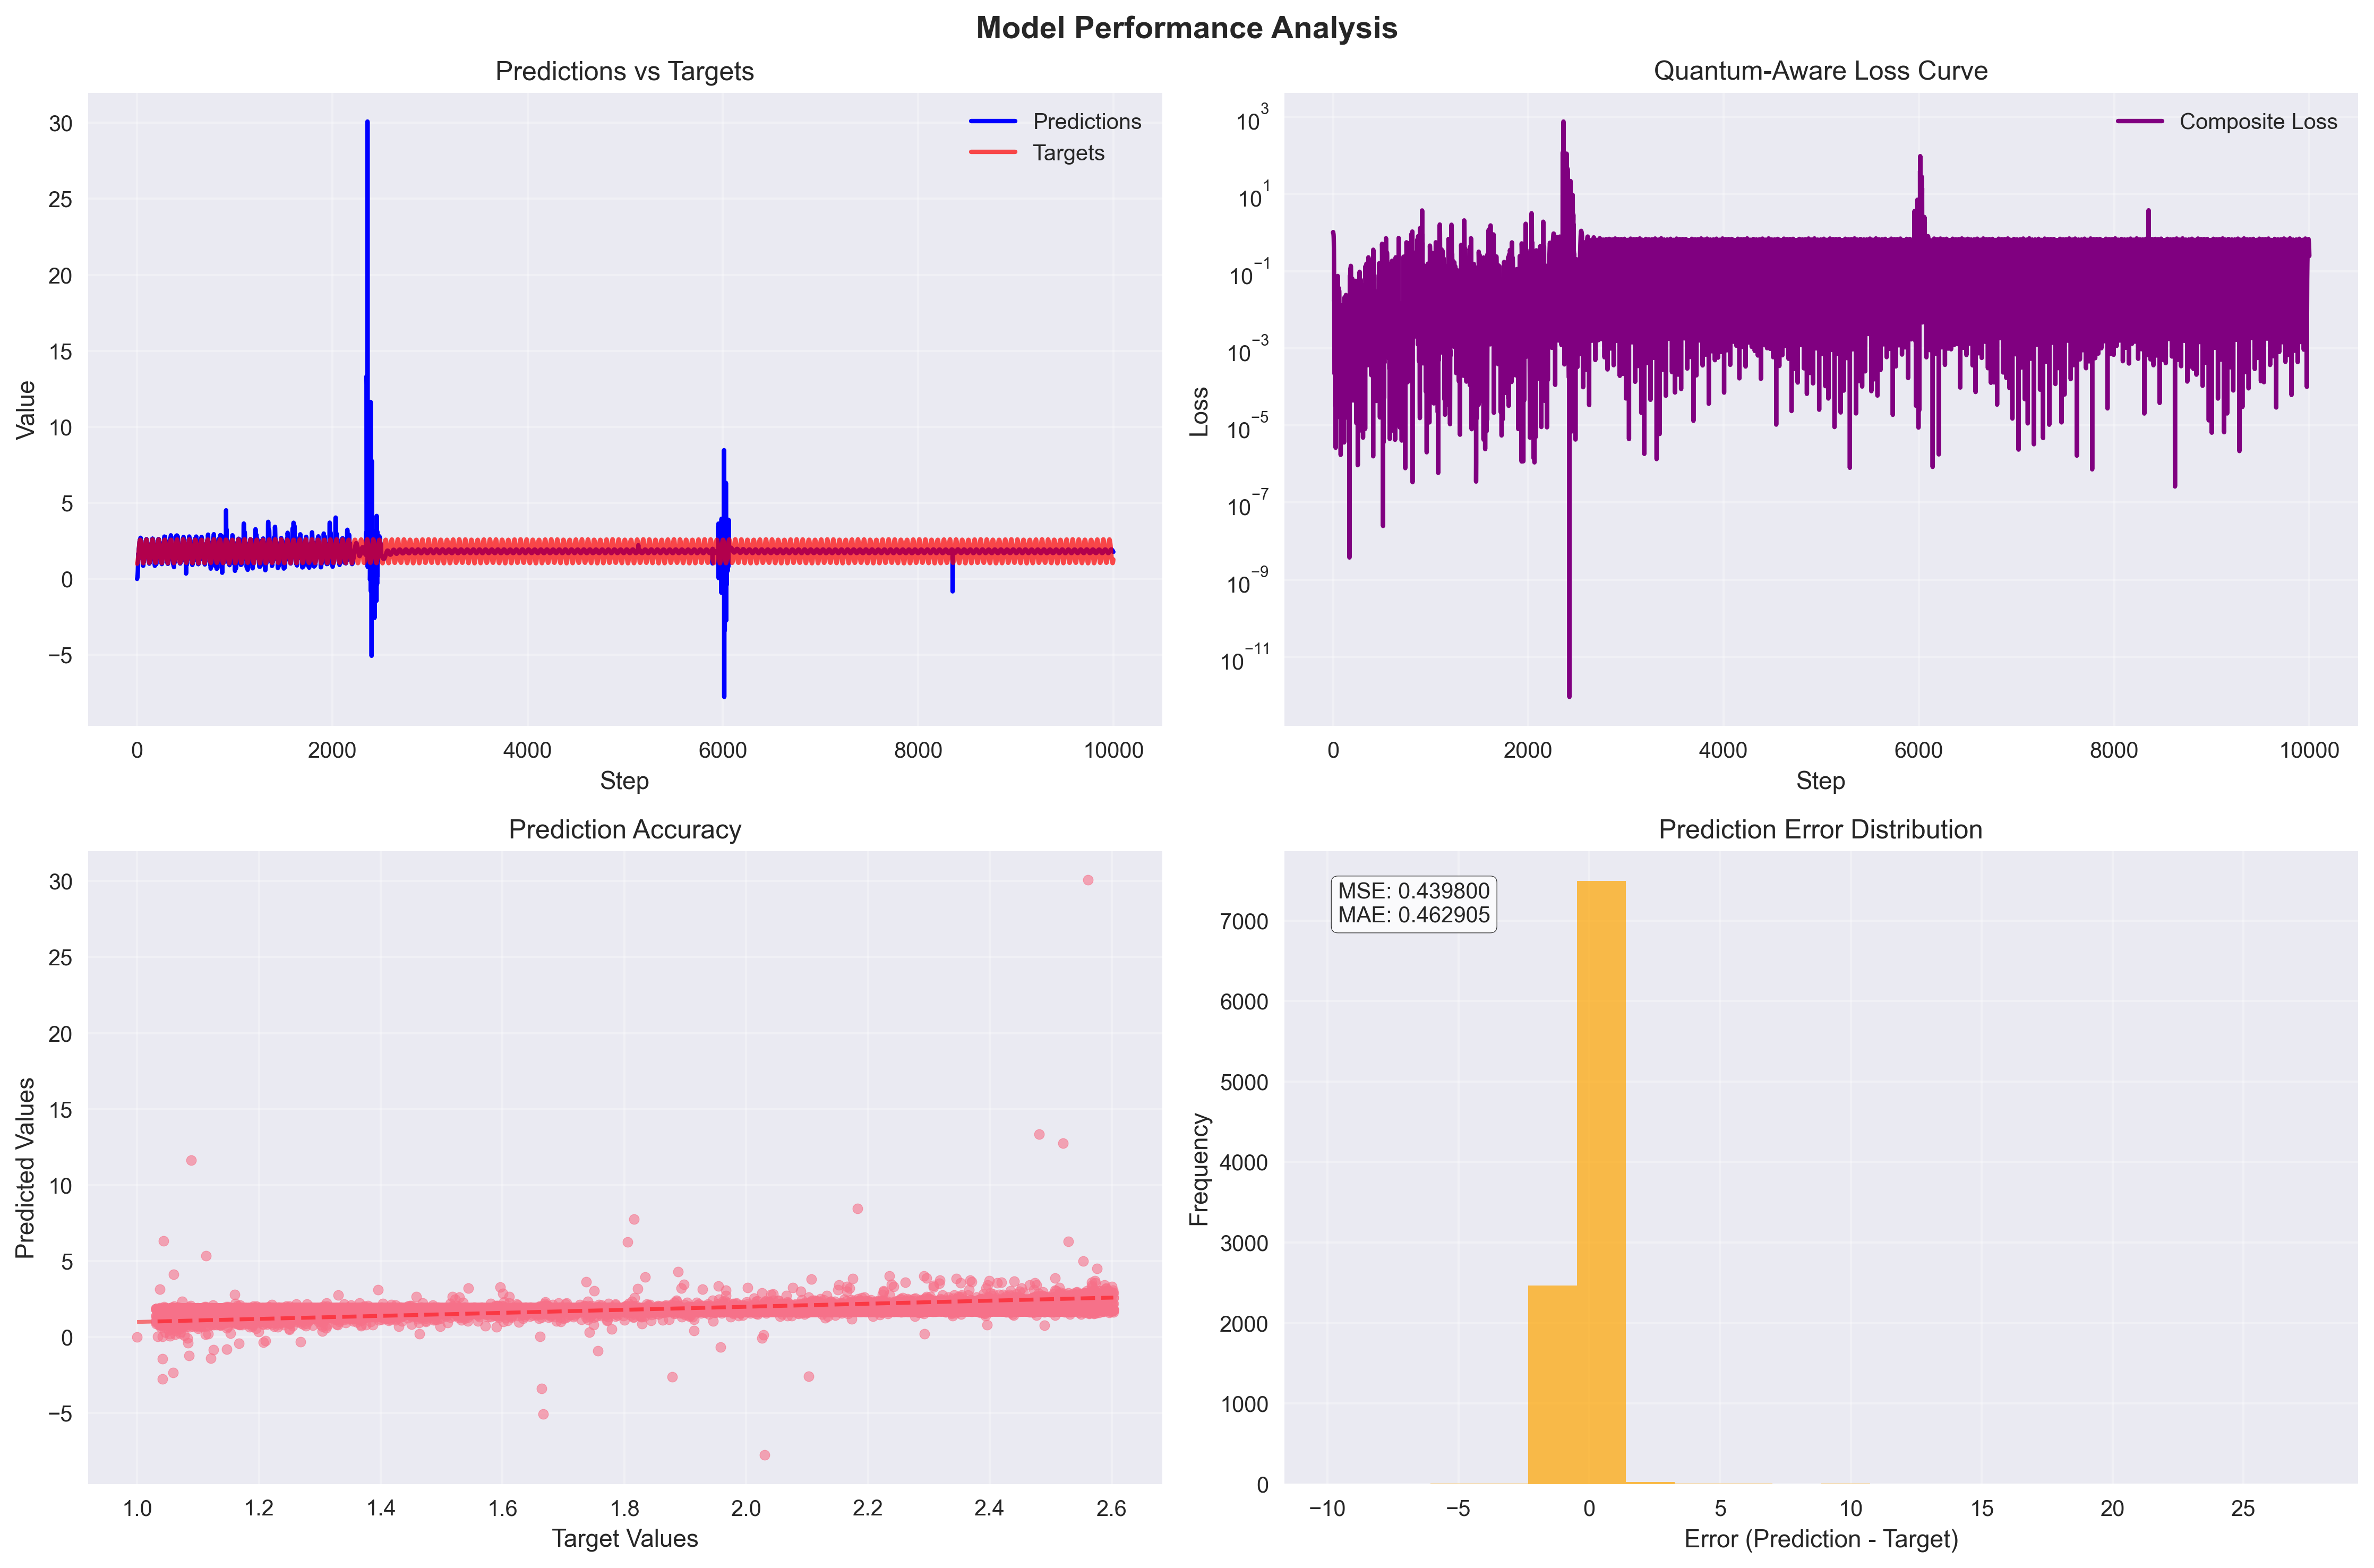 Model Performance Analysis
Predictions vs Targets
Predictions
Targets
Value
30
25
20
15
10
5
0
−5
0 2000 4000 6000 8000 10000
Step
Quantum-Aware Loss Curve
Composite Loss
Loss
10^3
10^1
10^−1
10^−3
10^−5
10^−7
10^−9
10^−11
0 2000 4000 6000 8000 10000
Step
Prediction Accuracy
Predicted Values
30
25
20
15
10
5
0
−5
1.0 1.2 1.4 1.6 1.8 2.0 2.2 2.4 2.6
Target Values
Prediction Error Distribution
MSE: 0.439800
MAE: 0.462905
Frequency
7000
6000
5000
4000
3000
2000
1000
0
−10 −5 0 5 10 15 20 25
Error (Prediction - Target)